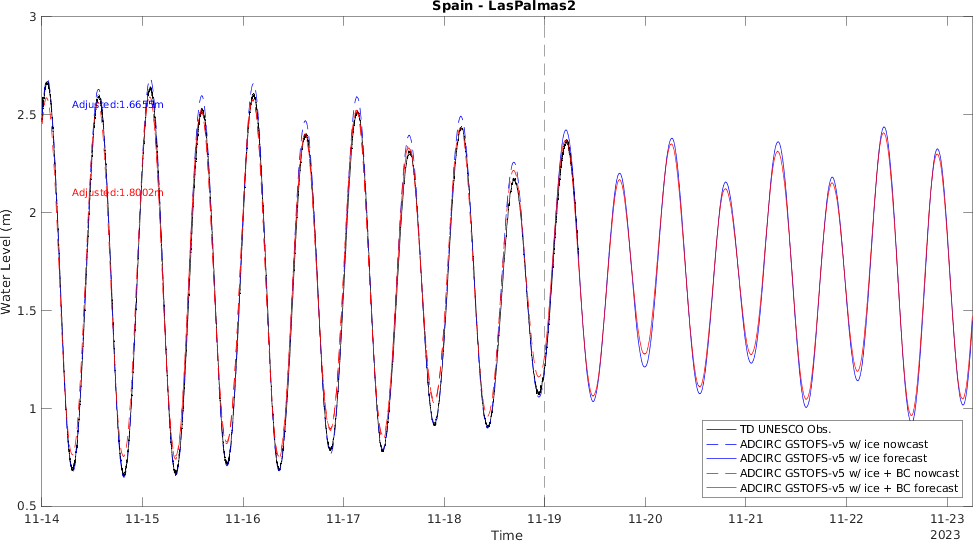 Spain - LasPalmas2
3
2.5
2
1.5
1
0.5
Water Level (m)
Adjusted:1.6655m
Adjusted:1.8002m
TD UNESCO Obs.
ADCIRC GSTOFS-v5 w/ ice nowcast
ADCIRC GSTOFS-v5 w/ ice forecast
ADCIRC GSTOFS-v5 w/ ice + BC nowcast
ADCIRC GSTOFS-v5 w/ ice + BC forecast
11-14 11-15 11-16 11-17 11-18 11-19 11-20 11-21 11-22 11-23
Time
2023